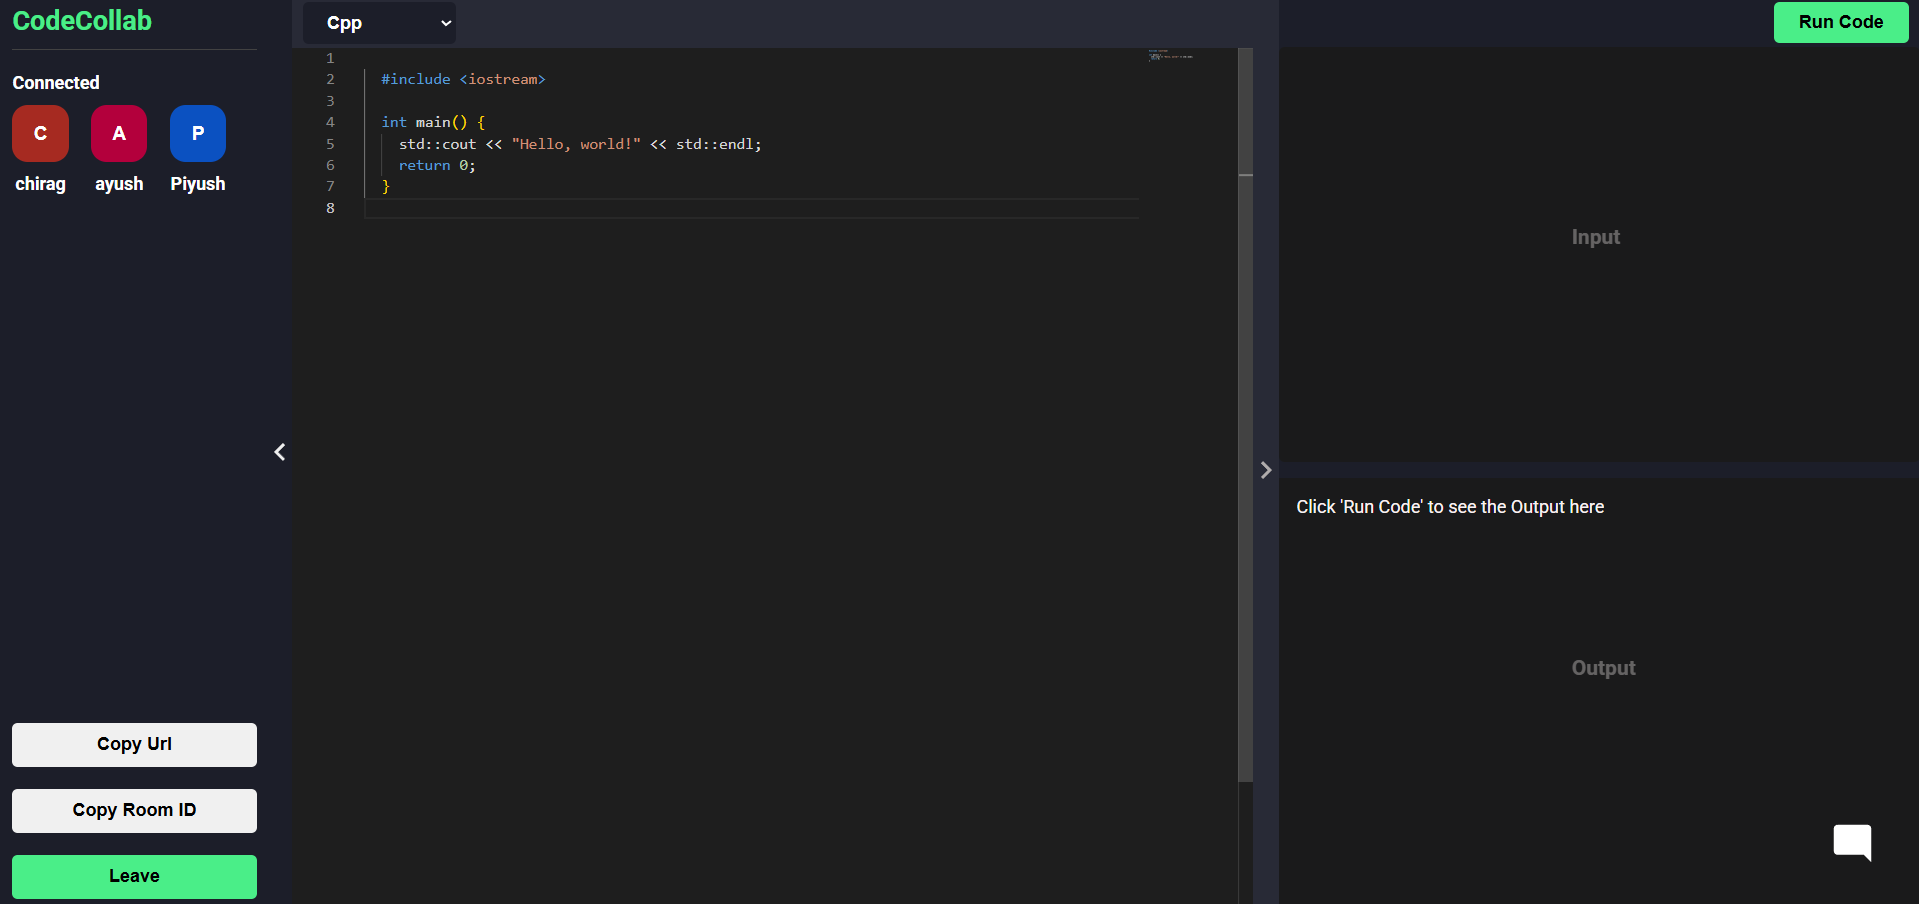 CodeCollab
Connected
C A P
chirag ayush Piyush
Copy Url
Copy Room ID
Leave
Cpp
1
2 #include <iostream>
3
4 int main() {
5   std::cout << "Hello, world!" << std::endl;
6   return 0;
7 }
8
Run Code
Input
Click 'Run Code' to see the Output here
Output